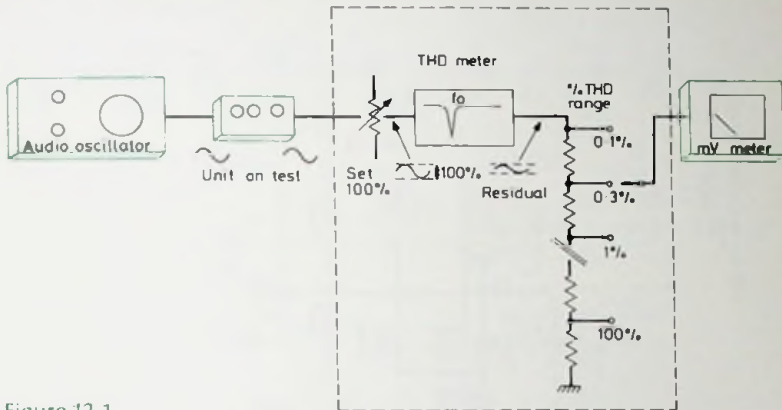 THD meter
fo
% THD
range
0·1%
Audio oscillator
Unit on test
Set
100%
100%
Residual
0·3%
mV meter
1%
100%
Figure 12.1